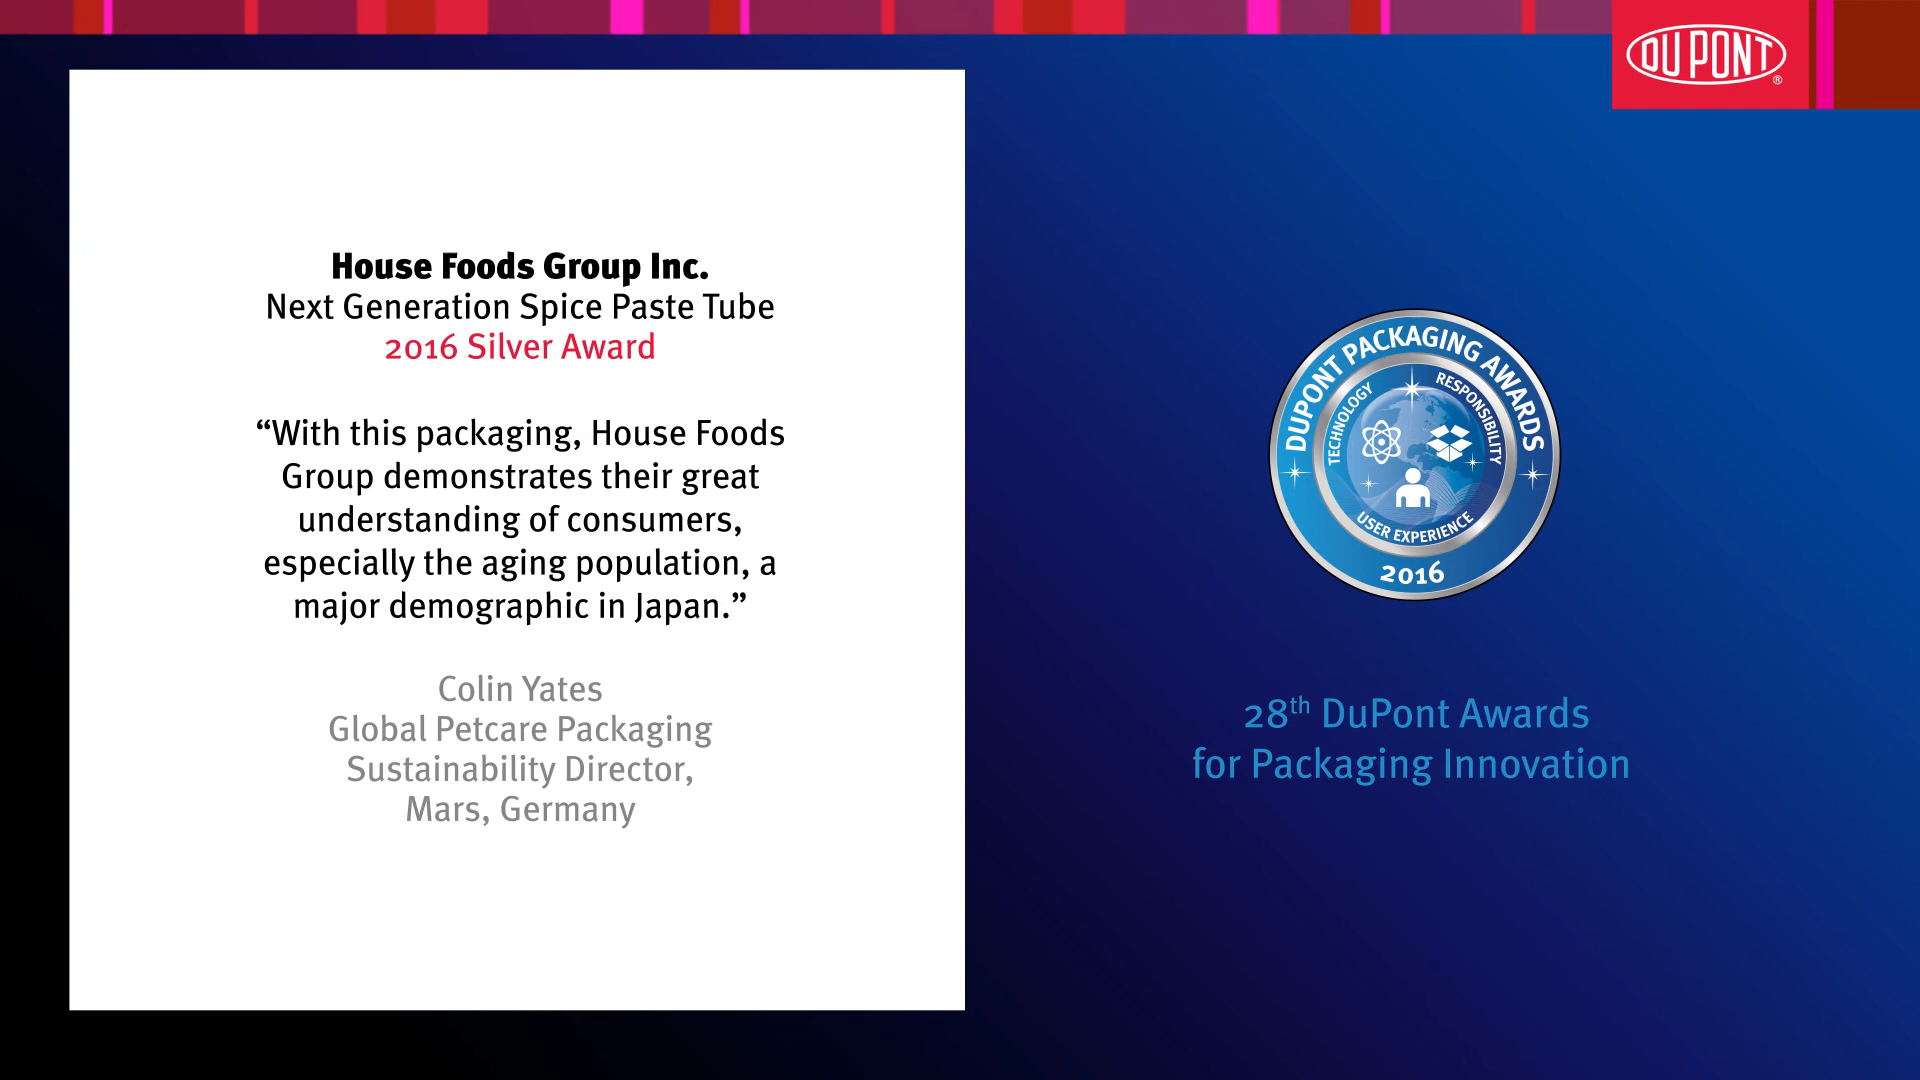 DUPONT®
House Foods Group Inc.
Next Generation Spice Paste Tube
2016 Silver Award
“With this packaging, House Foods
Group demonstrates their great
understanding of consumers,
especially the aging population, a
major demographic in Japan.”
Colin Yates
Global Petcare Packaging
Sustainability Director,
Mars, Germany
DUPONT PACKAGING AWARDS
TECHNOLOGY
RESPONSIBILITY
USER EXPERIENCE
2016
28th DuPont Awards
for Packaging Innovation